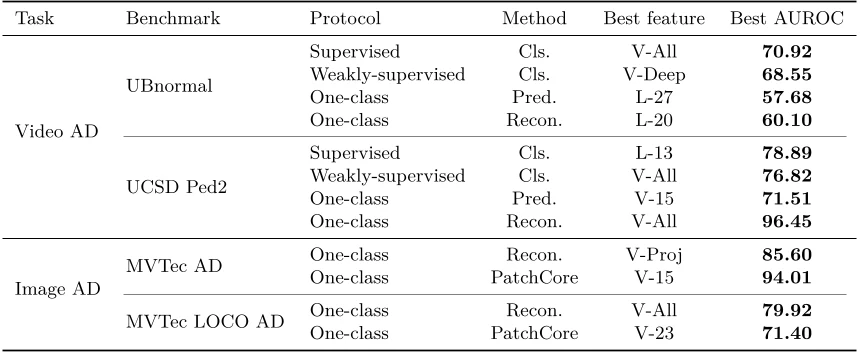 Task Benchmark Protocol Method Best feature Best AUROC
Video AD UBnormal Supervised Cls. V-All 70.92
Weakly-supervised Cls. V-Deep 68.55
One-class Pred. L-27 57.68
One-class Recon. L-20 60.10
UCSD Ped2 Supervised Cls. L-13 78.89
Weakly-supervised Cls. V-All 76.82
One-class Pred. V-15 71.51
One-class Recon. V-All 96.45
Image AD MVTec AD One-class Recon. V-Proj 85.60
One-class PatchCore V-15 94.01
MVTec LOCO AD One-class Recon. V-All 79.92
One-class PatchCore V-23 71.40